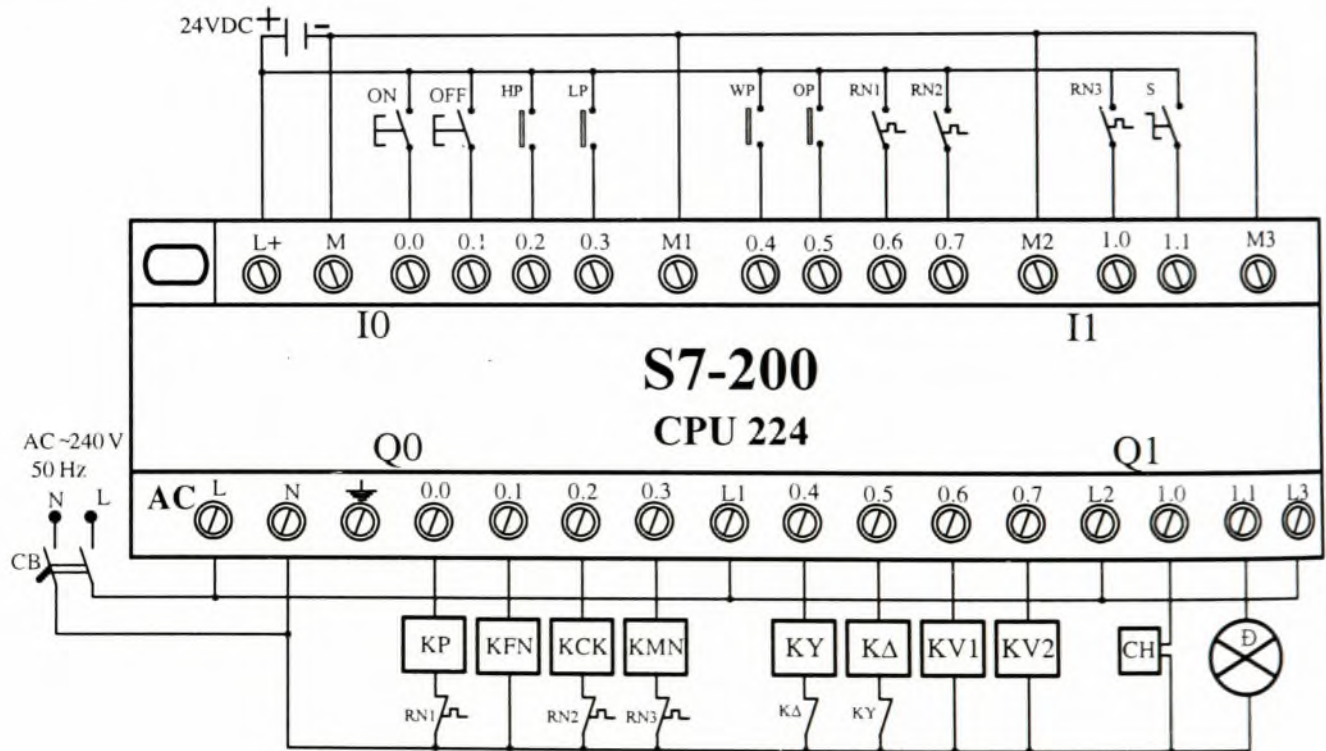 24VDC + -
ON OFF HP LP WP OP RN1 RN2 RN3 S
L+ M 0.0 0.1 0.2 0.3 M1 0.4 0.5 0.6 0.7 M2 1.0 1.1 M3
I0 I1
S7-200
CPU 224
Q0 Q1
AC ~240 V
50 Hz
N L
AC L N 0.0 0.1 0.2 0.3 L1 0.4 0.5 0.6 0.7 L2 1.0 1.1 L3
CB
KP KFN KCK KMN KY KΔ KV1 KV2 CH Đ
RN1 RN2 RN3 KΔ KY